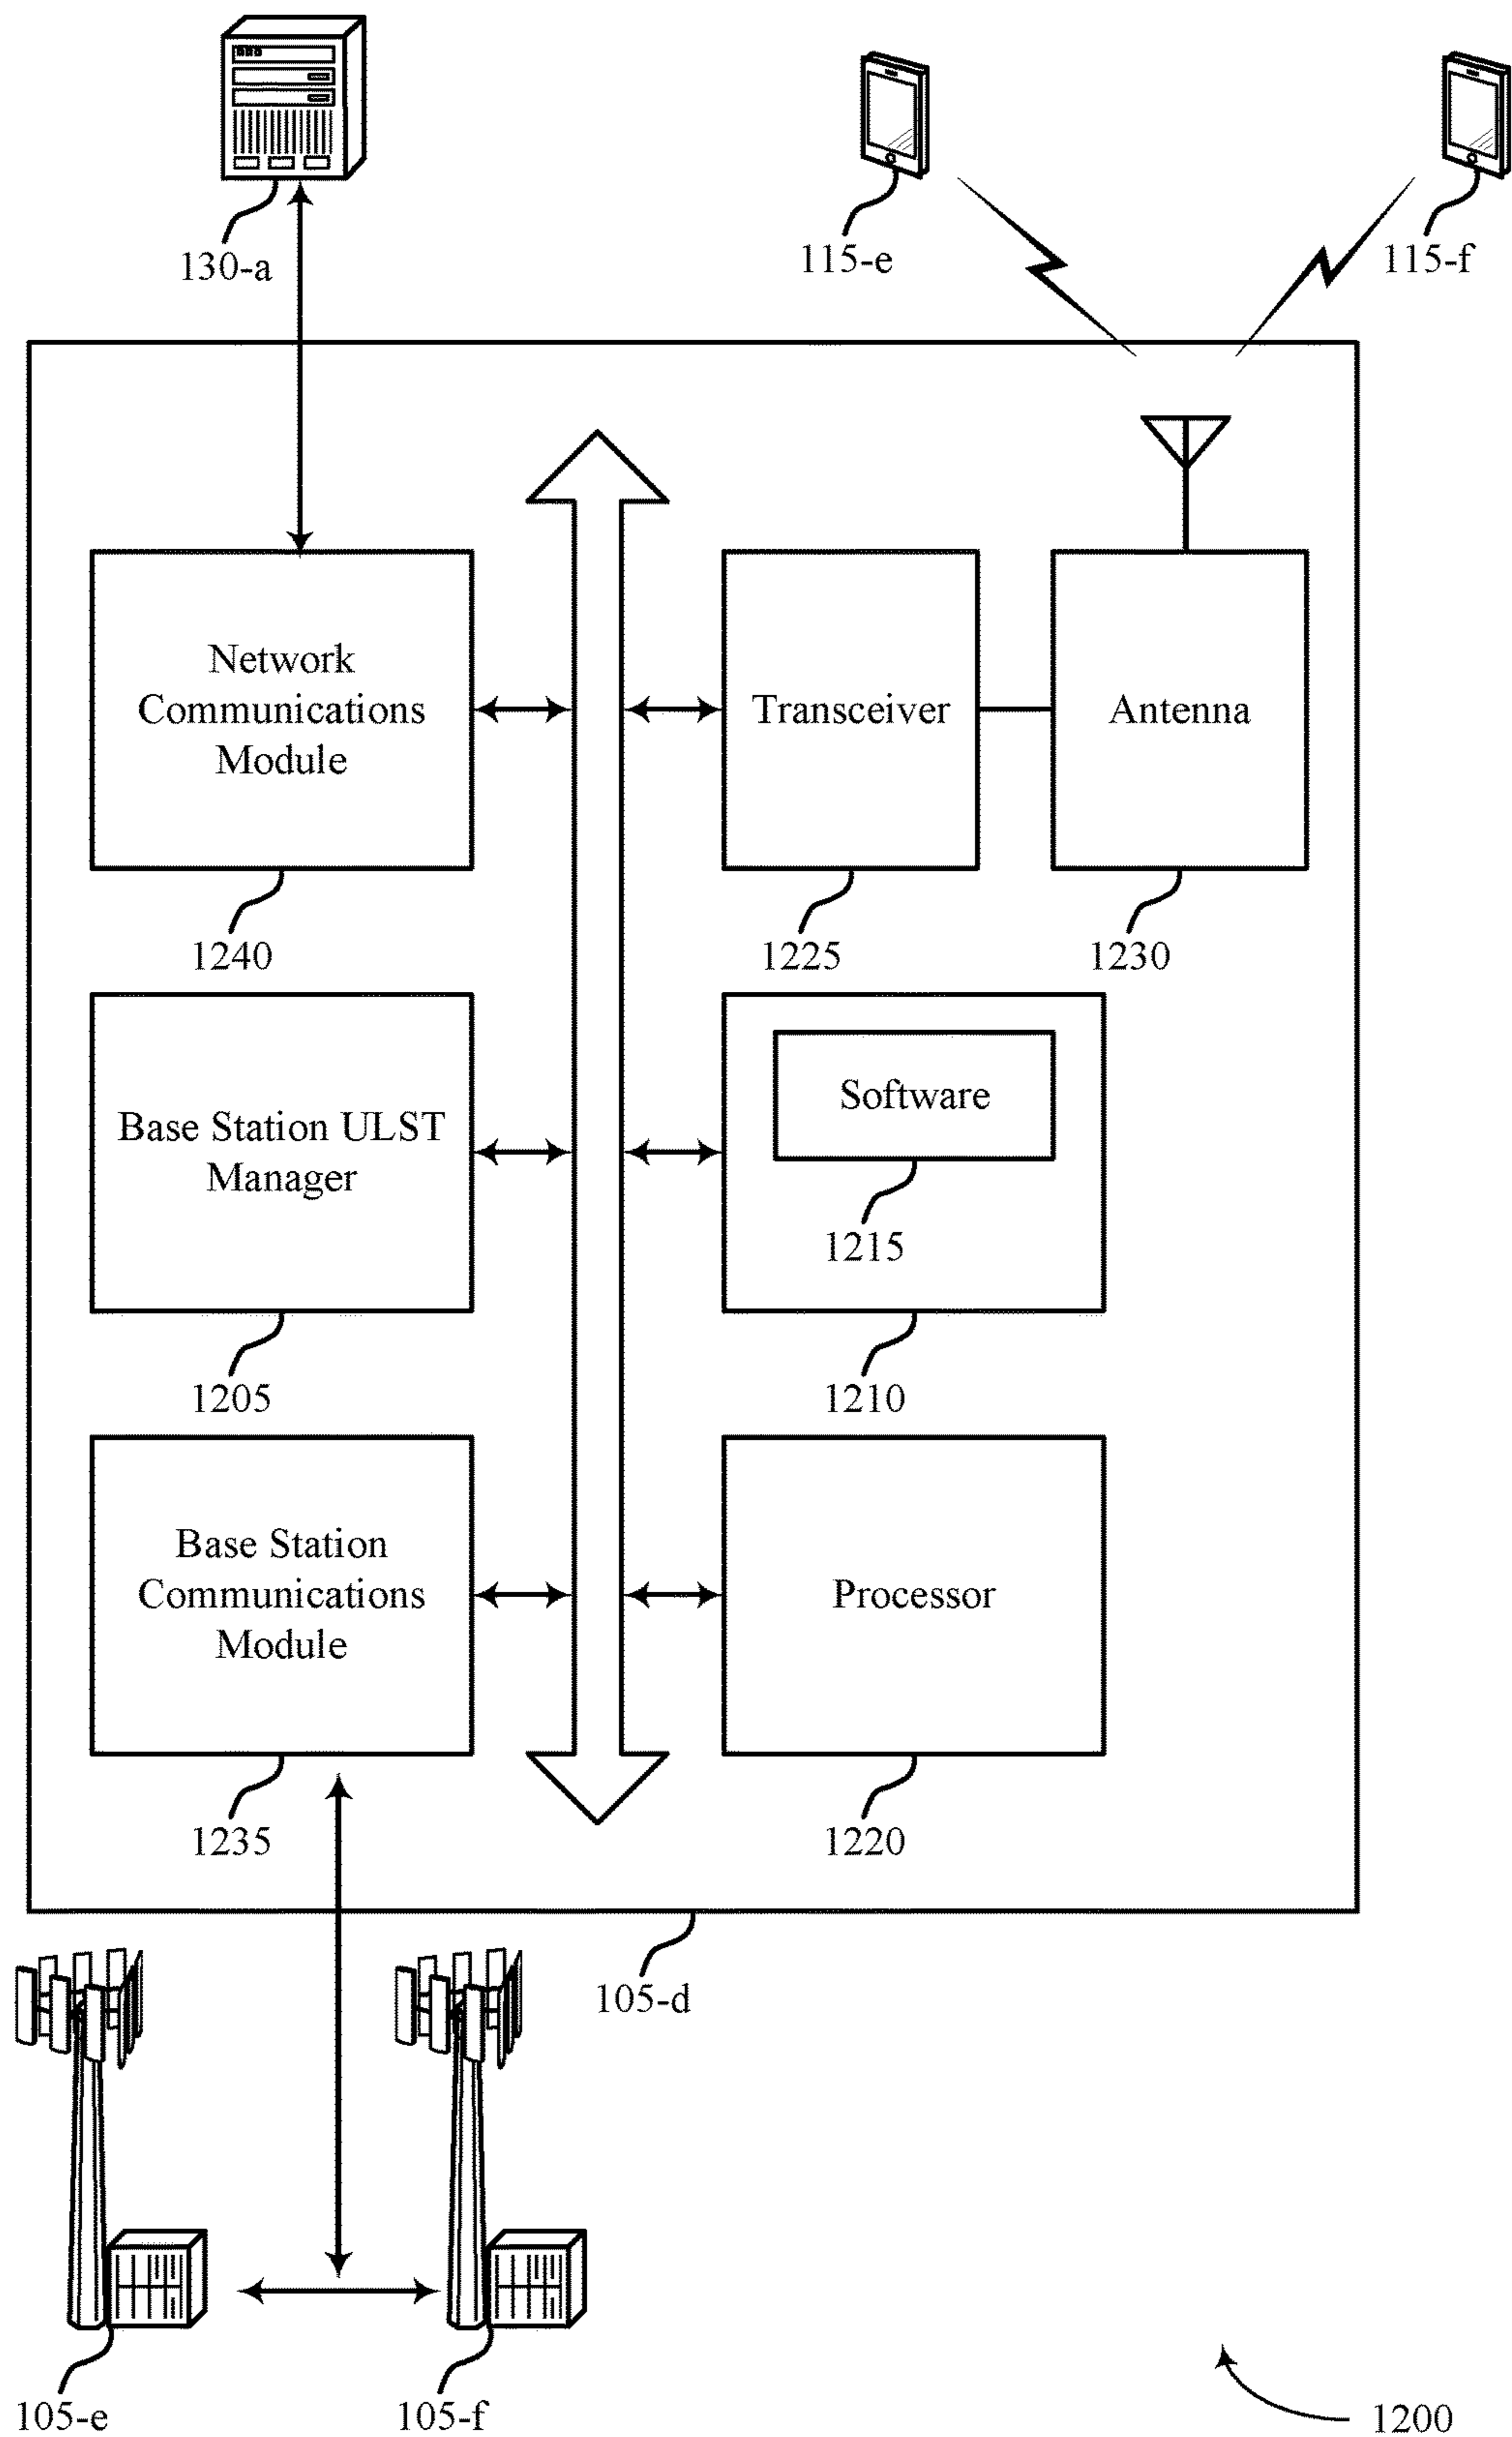 130-a
115-e
115-f
Network
Communications
Module
Transceiver
Antenna
1240
1225
1230
Base Station ULST
Manager
Software
1215
1205
1210
Base Station
Communications
Module
Processor
1235
1220
105-d
105-e
105-f
1200